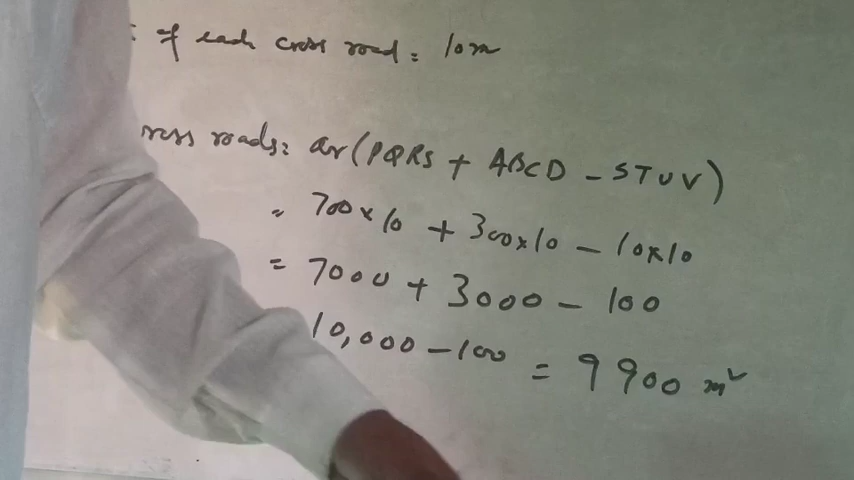 : of each cross road = 10m
ross roads = ar(PQRS + ABCD - STUV)
= 700×10 + 300×10 - 10×10
= 7000 + 3000 - 100
10,000 - 100 = 9900 m²